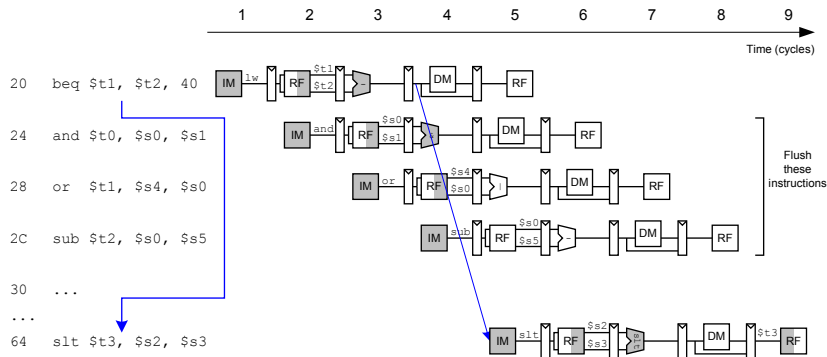 1 2 3 4 5 6 7 8 9
Time (cycles)
20 beq $t1, $t2, 40 IM lw RF $t1 $t2 - DM RF
24 and $t0, $s0, $s1 IM and RF $s0 $s1 & DM RF
28 or $t1, $s4, $s0 IM or RF $s4 $s0 | DM RF
2C sub $t2, $s0, $s5 IM sub RF $s0 $s5 - DM RF
Flush
these
instructions
30 ...
...
64 slt $t3, $s2, $s3 IM slt RF $s2 $s3 slt DM $t3 RF